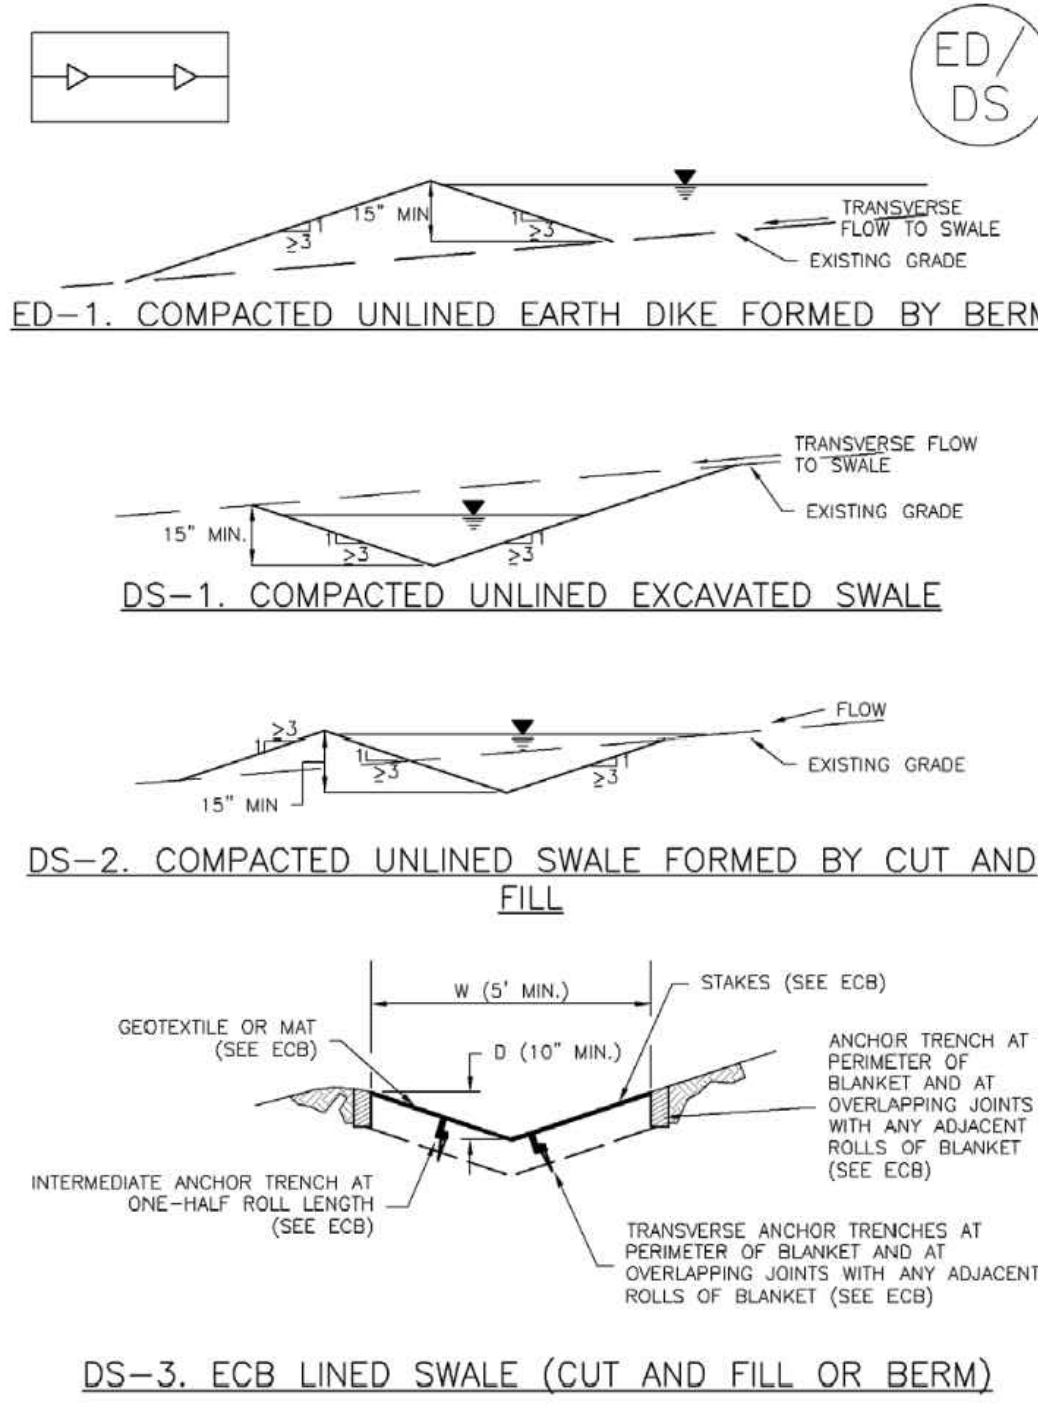 ED/
DS
15" MIN
1
≥3
1
≥3
TRANSVERSE
FLOW TO SWALE
EXISTING GRADE
ED-1. COMPACTED UNLINED EARTH DIKE FORMED BY BERM
TRANSVERSE FLOW
TO SWALE
EXISTING GRADE
15" MIN.
1
≥3
1
≥3
DS-1. COMPACTED UNLINED EXCAVATED SWALE
FLOW
EXISTING GRADE
≥3
1
1
≥3
1
≥3
15" MIN
DS-2. COMPACTED UNLINED SWALE FORMED BY CUT AND
FILL
W (5' MIN.)
STAKES (SEE ECB)
GEOTEXTILE OR MAT
(SEE ECB)
D (10" MIN.)
ANCHOR TRENCH AT
PERIMETER OF
BLANKET AND AT
OVERLAPPING JOINTS
WITH ANY ADJACENT
ROLLS OF BLANKET
(SEE ECB)
INTERMEDIATE ANCHOR TRENCH AT
ONE-HALF ROLL LENGTH
(SEE ECB)
TRANSVERSE ANCHOR TRENCHES AT
PERIMETER OF BLANKET AND AT
OVERLAPPING JOINTS WITH ANY ADJACENT
ROLLS OF BLANKET (SEE ECB)
DS-3. ECB LINED SWALE (CUT AND FILL OR BERM)